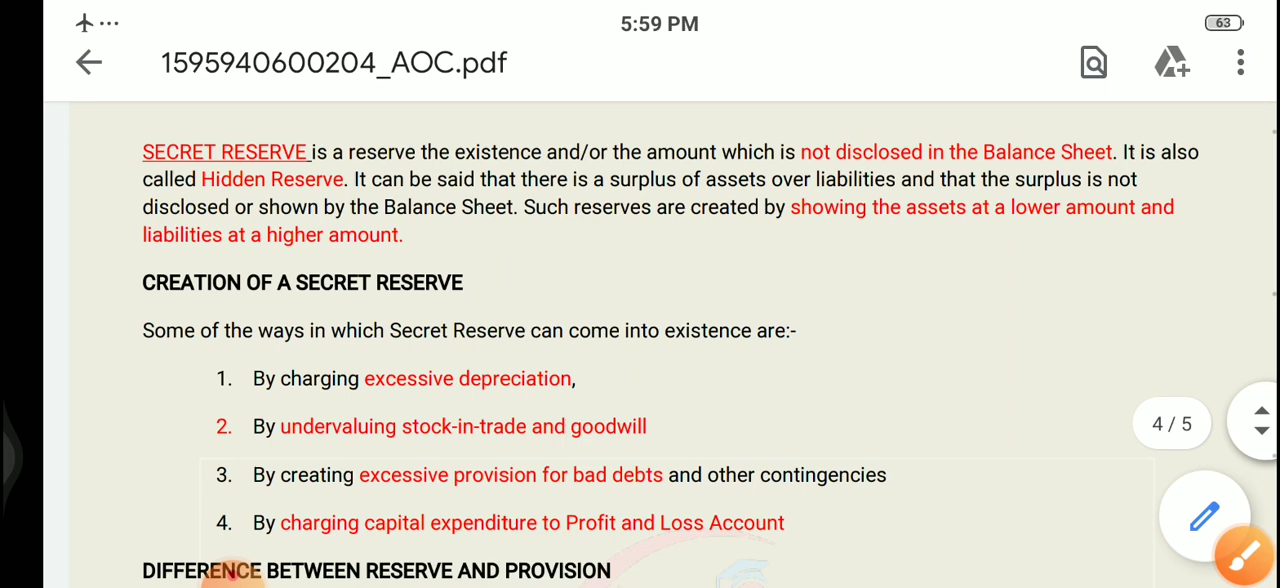 5:59 PM
63
1595940600204_AOC.pdf
SECRET RESERVE is a reserve the existence and/or the amount which is not disclosed in the Balance Sheet. It is also
called Hidden Reserve. It can be said that there is a surplus of assets over liabilities and that the surplus is not
disclosed or shown by the Balance Sheet. Such reserves are created by showing the assets at a lower amount and
liabilities at a higher amount.
CREATION OF A SECRET RESERVE
Some of the ways in which Secret Reserve can come into existence are:-
1. By charging excessive depreciation,
2. By undervaluing stock-in-trade and goodwill
3. By creating excessive provision for bad debts and other contingencies
4. By charging capital expenditure to Profit and Loss Account
4 / 5
DIFFERENCE BETWEEN RESERVE AND PROVISION